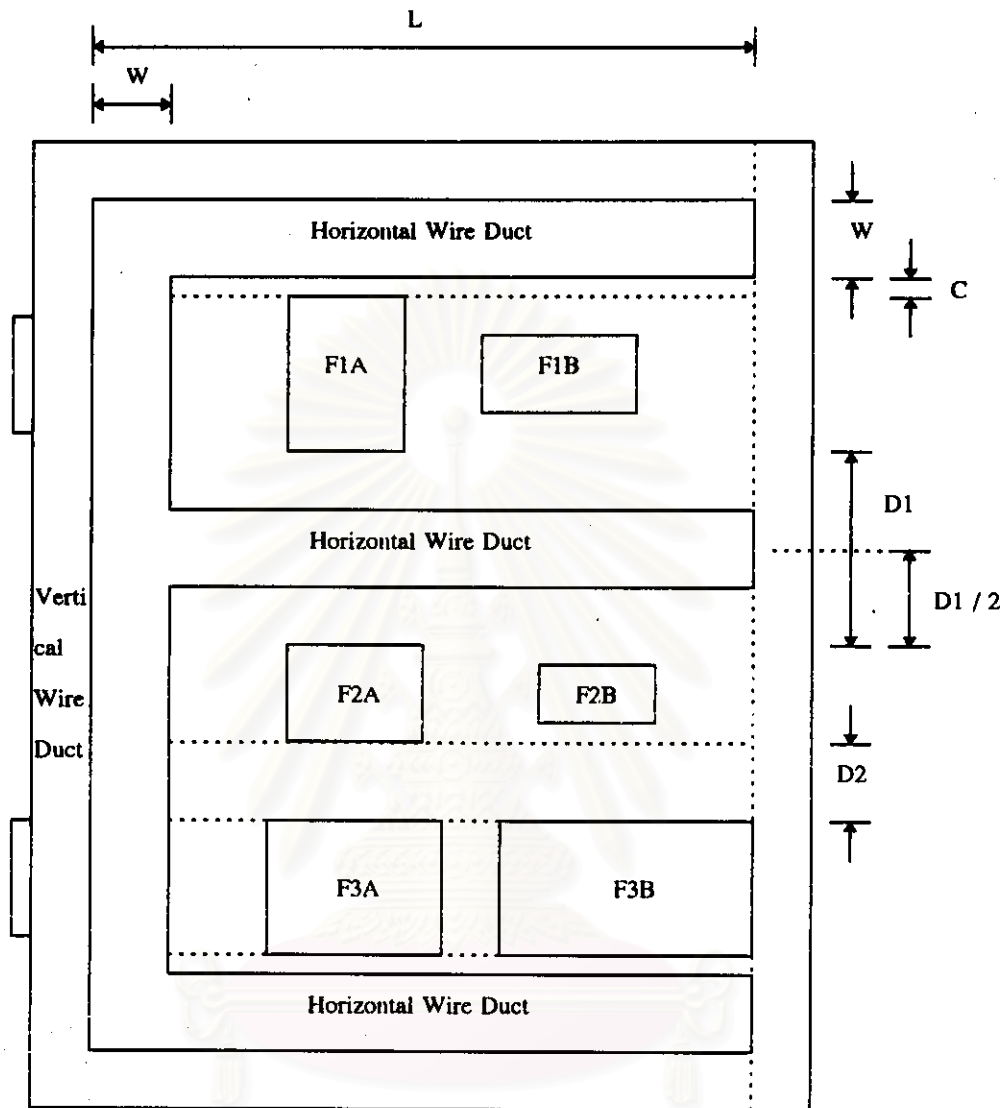 L
W
Horizontal Wire Duct
W
C
F1A
F1B
D1
Horizontal Wire Duct
D1 / 2
Verti
cal
Wire
Duct
F2A
F2B
D2
F3A
F3B
Horizontal Wire Duct